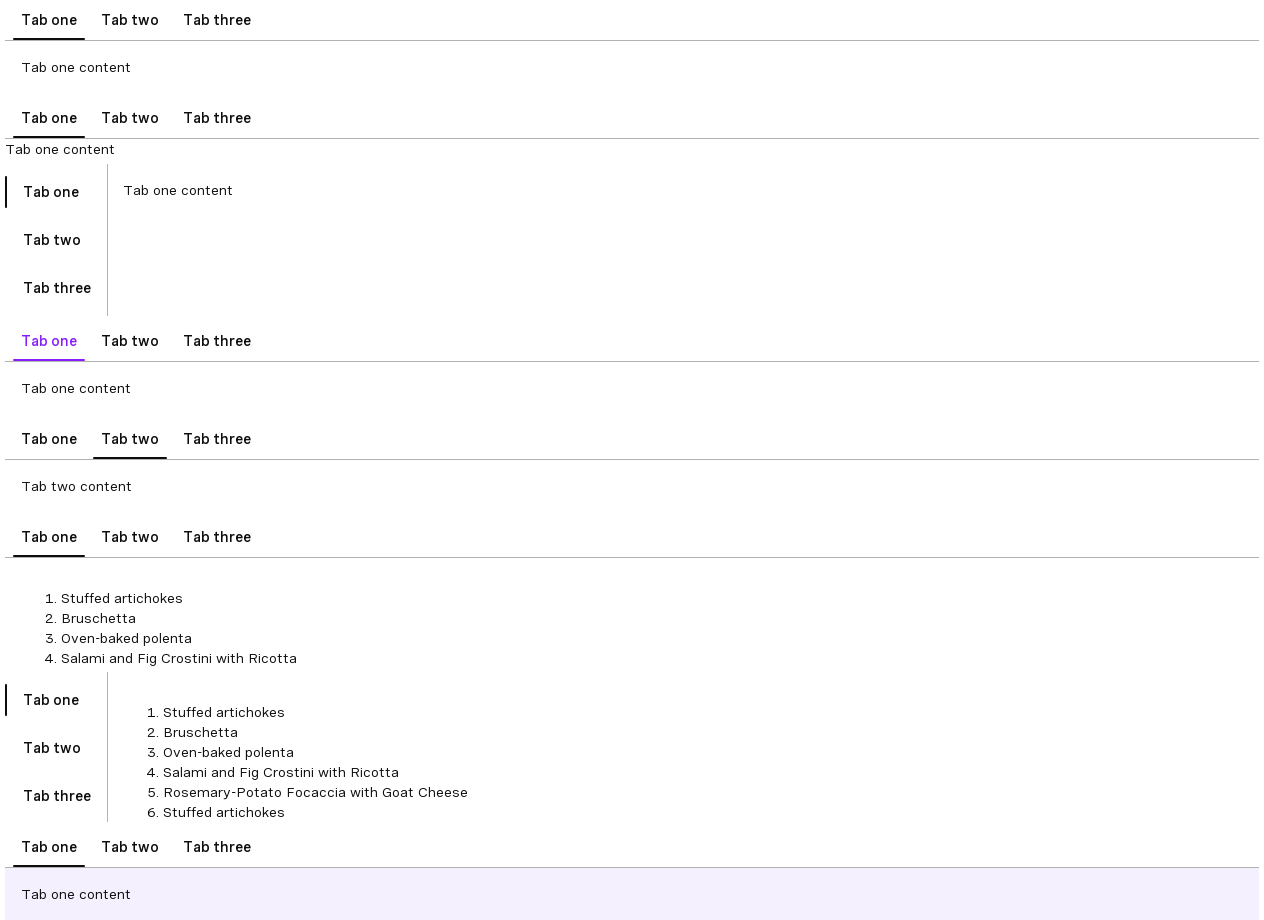 Tab one Tab two Tab three
Tab one content
Tab one Tab two Tab three
Tab one content
Tab one
Tab one content
Tab two
Tab three
Tab one Tab two Tab three
Tab one content
Tab one Tab two Tab three
Tab two content
Tab one Tab two Tab three
1. Stuffed artichokes
2. Bruschetta
3. Oven-baked polenta
4. Salami and Fig Crostini with Ricotta
Tab one
Tab two
Tab three
1. Stuffed artichokes
2. Bruschetta
3. Oven-baked polenta
4. Salami and Fig Crostini with Ricotta
5. Rosemary-Potato Focaccia with Goat Cheese
6. Stuffed artichokes
Tab one Tab two Tab three
Tab one content